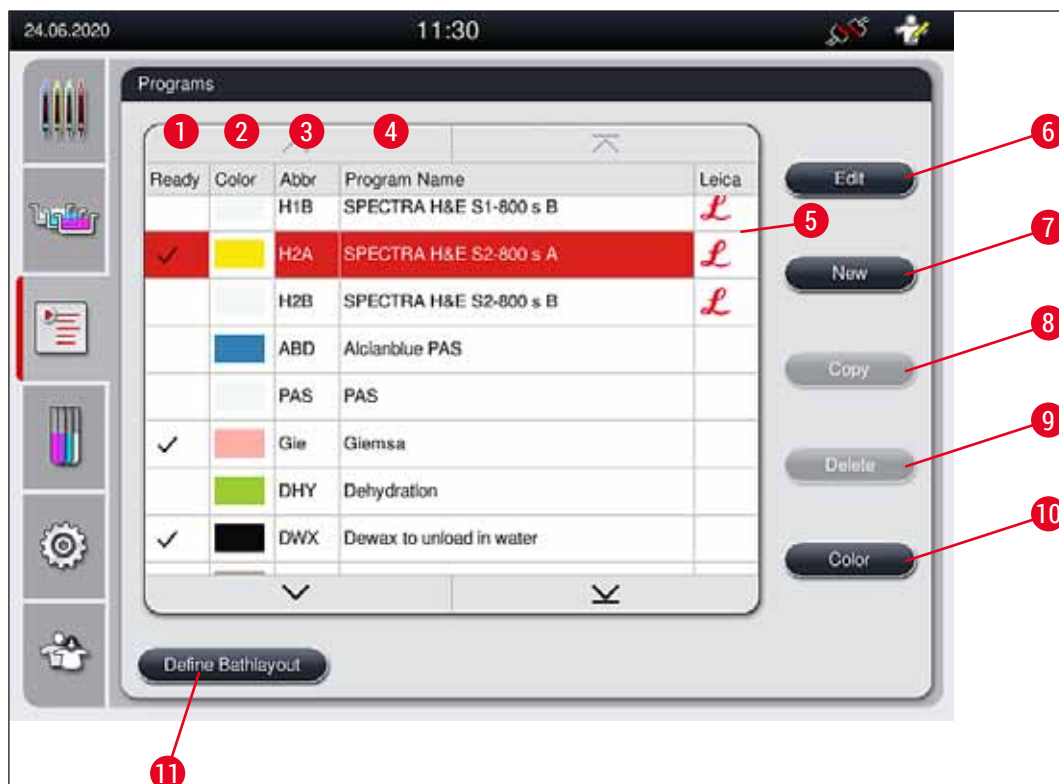 24.06.2020 11:30
Programs
1 2 3 4
Ready Color Abbr Program Name Leica
H1B SPECTRA H&E S1-800 s B
H2A SPECTRA H&E S2-800 s A
H2B SPECTRA H&E S2-800 s B
ABD Alcianblue PAS
PAS PAS
Gie Giemsa
DHY Dehydration
DWX Dewax to unload in water
5
Define Bathlayout
Edit
New
Copy
Delete
Color
6
7
8
9
10
11